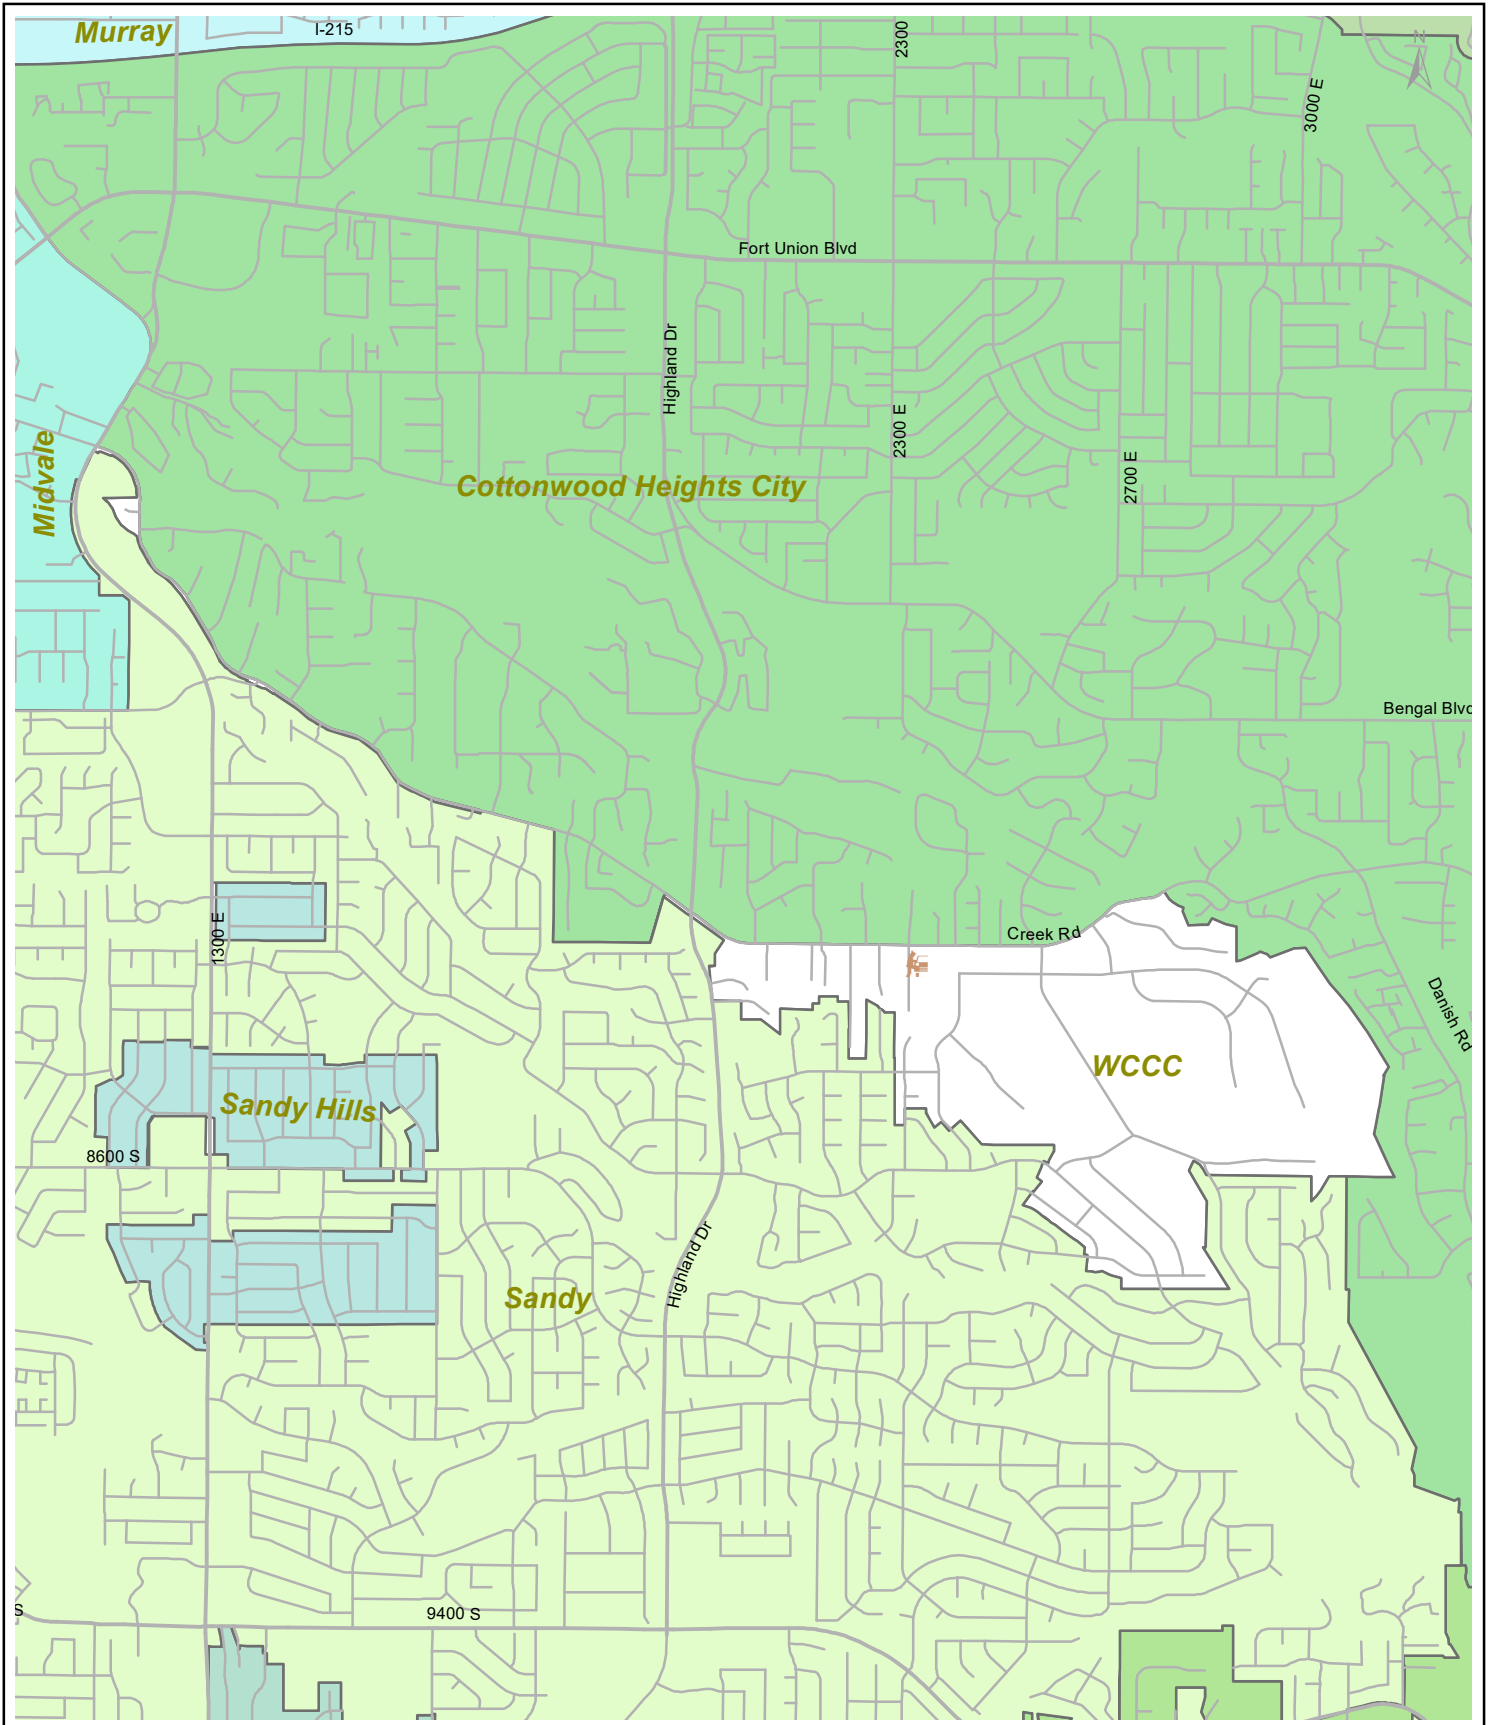 Murray
I-215
2300
N
3000 E
Fort Union Blvd
Highland Dr
2300 E
2700 E
Midvale
Cottonwood Heights City
Bengal Blvd
1300 E
Creek Rd
Danish Rd
WCCC
Sandy Hills
8600 S
Highland Dr
Sandy
S
9400 S